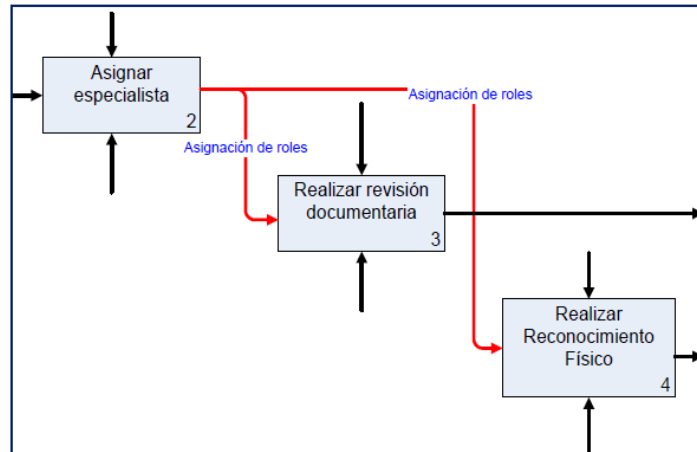 Asignar
especialista
2
Asignación de roles
Asignación de roles
Realizar revisión
documentaria
3
Realizar
Reconocimiento
Físico
4